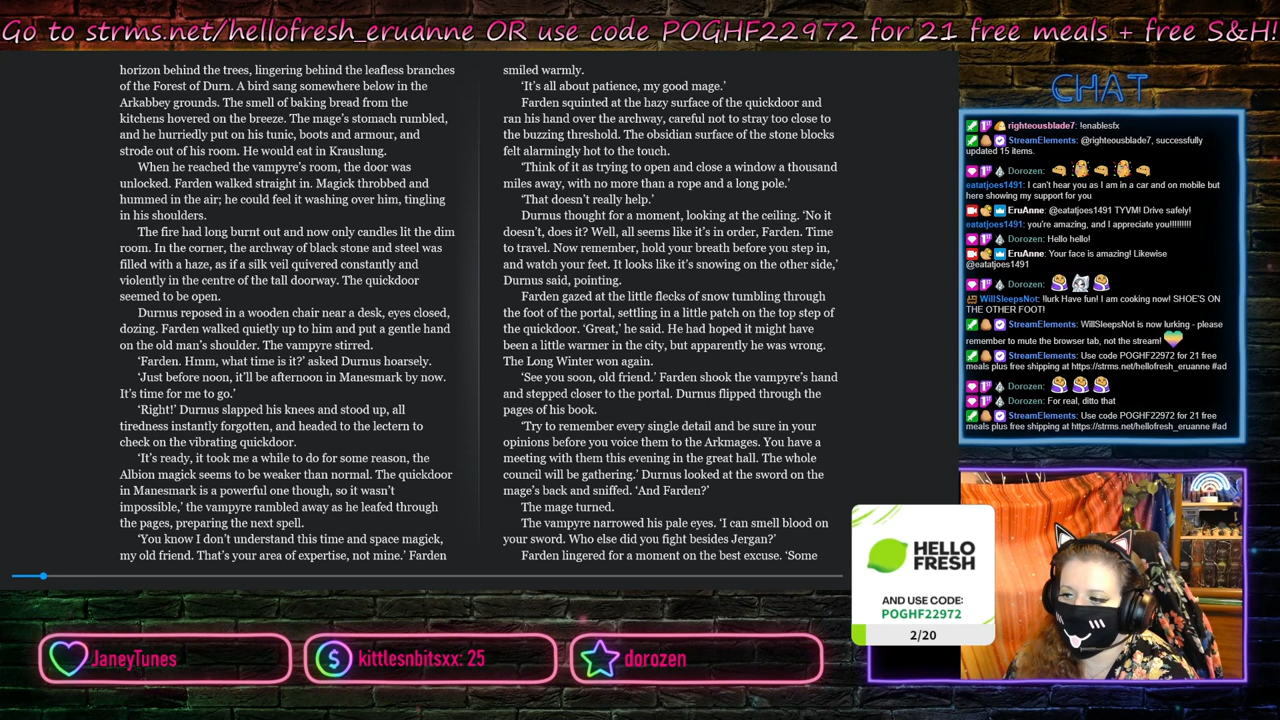 Go to strms.net/hellofresh_eruanne OR use code POGHF22972 for 21 free meals + free S&H!
horizon behind the trees, lingering behind the leafless branches
of the Forest of Durn. A bird sang somewhere below in the
Arkabbey grounds. The smell of baking bread from the
kitchens hovered on the breeze. The mage's stomach rumbled,
and he hurriedly put on his tunic, robe and armour, and
strode out of his room. He would eat in Krauslung.
When he reached the vampyre's room, the door was
unlocked. Farden walked straight in. Magick throbbed and
hummed in the air; he could feel it washing over him, tingling
in his shoulders.
The fire had long burnt out and now only candles lit the dim
room. In the corner, the archway of black stone and steel was
filled with a haze, as if a silk veil quivered constantly and
violently in the centre of the tall doorway. The quickdoor
seemed to be open.
Durnus reposed in a wooden chair near a desk, eyes closed,
dozing. Farden walked quietly up to him and put a gentle hand
on the old man's shoulder. The vampyre stirred.
'Farden. Hmm, what time is it?' asked Durnus hoarsely.
'Just before noon, it'll be afternoon in Manesmark by now.
It's time for me to go.'
'Right!' Durnus slapped his knees and stood up, all
tiredness instantly forgotten, and headed to the lectern to
check on the vibrating quickdoor.
'It's ready, it took me a while to do for some reason, the
Albion magick seems to be weaker than normal. The quickdoor
in Manesmark is a powerful one though, so it wasn't
impossible,' the vampyre rambled away as he leafed through
the pages, preparing the next spell.
'You know I don't understand this time and space magick,
my old friend. That's your area of expertise, not mine.' Farden
smiled warmly.
'It's all about patience, my good mage.'
Farden squinted at the hazy surface of the quickdoor and
ran his hand over the archway, careful not to stray too close to
the buzzing threshold. The obsidian surface of the stone blocks
felt alarmingly hot to the touch.
'Think of it as trying to open and close a window a thousand
miles away, with no more than a rope and a long pole.'
'That doesn't really help.'
Durnus thought for a moment, looking at the ceiling. 'No it
doesn't, does it? Well, all seems like it's in order, Farden. Time
to travel. Now remember, hold your breath before you step in,
and watch your feet. It looks like it's snowing on the other side,'
Durnus said, pointing.
Farden gazed at the little flecks of snow tumbling through
the foot of the portal, settling in a little patch on the top step of
the quickdoor. 'Great,' he said. He had hoped it might have
been a little warmer in the city, but apparently he was wrong.
The Long Winter won again.
'See you soon, old friend.' Farden shook the vampyre's hand
and stepped closer to the portal. Durnus flipped through the
pages of his book.
'Try to remember every single detail and be sure in your
opinions before you voice them to the Arkmages. You have a
meeting with them this evening in the great hall. The whole
council will be gathering.' Durnus looked at the sword on the
mage's back and sniffed. 'And Farden?'
The mage turned.
The vampyre narrowed his pale eyes. 'I can smell blood on
your sword. Who else did you fight besides Jergan?'
Farden lingered for a moment on the best excuse. 'Some
CHAT
righteousblade7: !enablesfx
StreamElements: @righteousblade7, successfully
updated 15 items.
Dorozen:
eatatjoes1491: I can't hear you as I am in a car and on mobile but
here showing my support for you
EruAnne: @eatatjoes1491 TYVM! Drive safely!
eatatjoes1491: you're amazing, and I appreciate you!!!!!!!!!
Dorozen: Hello hello!
EruAnne: Your face is amazing! Likewise
@eatatjoes1491
Dorozen:
WillSleepsNot: !lurk Have fun! I am cooking now! SHOE'S ON
THE OTHER FOOT!
StreamElements: WillSleepsNot is now lurking - please
remember to mute the browser tab, not the stream!
StreamElements: Use code POGHF22972 for 21 free
meals plus free shipping at https://strms.net/hellofresh_eruanne #ad
Dorozen:
Dorozen: For real, ditto that
StreamElements: Use code POGHF22972 for 21 free
meals plus free shipping at https://strms.net/hellofresh_eruanne #ad
HELLO
FRESH
AND USE CODE:
POGHF22972
2/20
JaneyTunes
kittlesnbitsxx: 25
dorozen